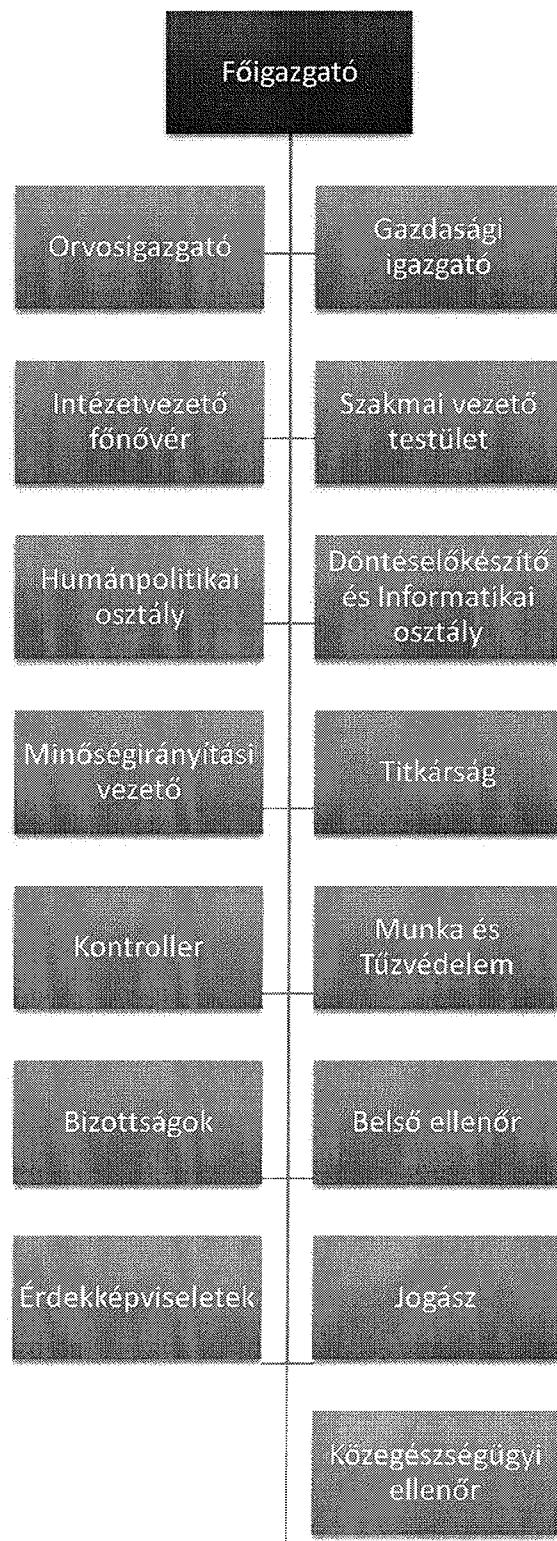 Főigazgató
Orvosigazgató
Gazdasági
igazgató
Intézetvezető
főnővér
Szakmai vezető
testület
Humánpolitikai
osztály
Döntéselőkészítő
és Informatikai
osztály
Minőségirányítási
vezető
Titkárság
Kontroller
Munka és
Tűzvédelem
Bizottságok
Belső ellenőr
Érdekképviseletek
Jogász
Közegészségügyi
ellenőr